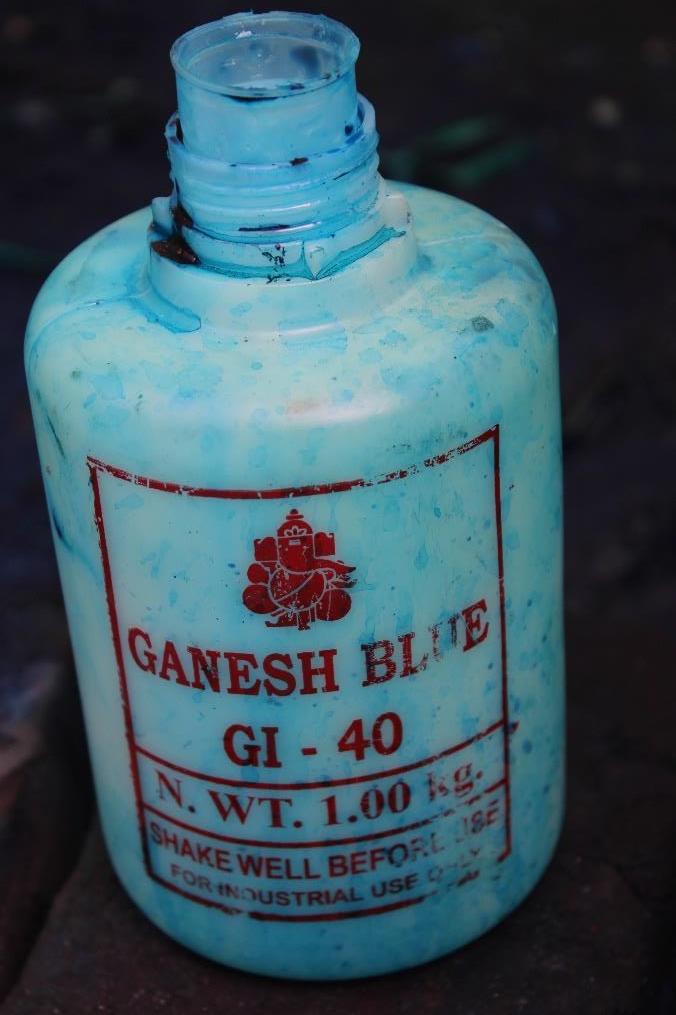 GANESH BLUE
GI - 40
N. WT. 1.00 kg.
SHAKE WELL BEFORE USE
FOR INDUSTRIAL USE ONLY